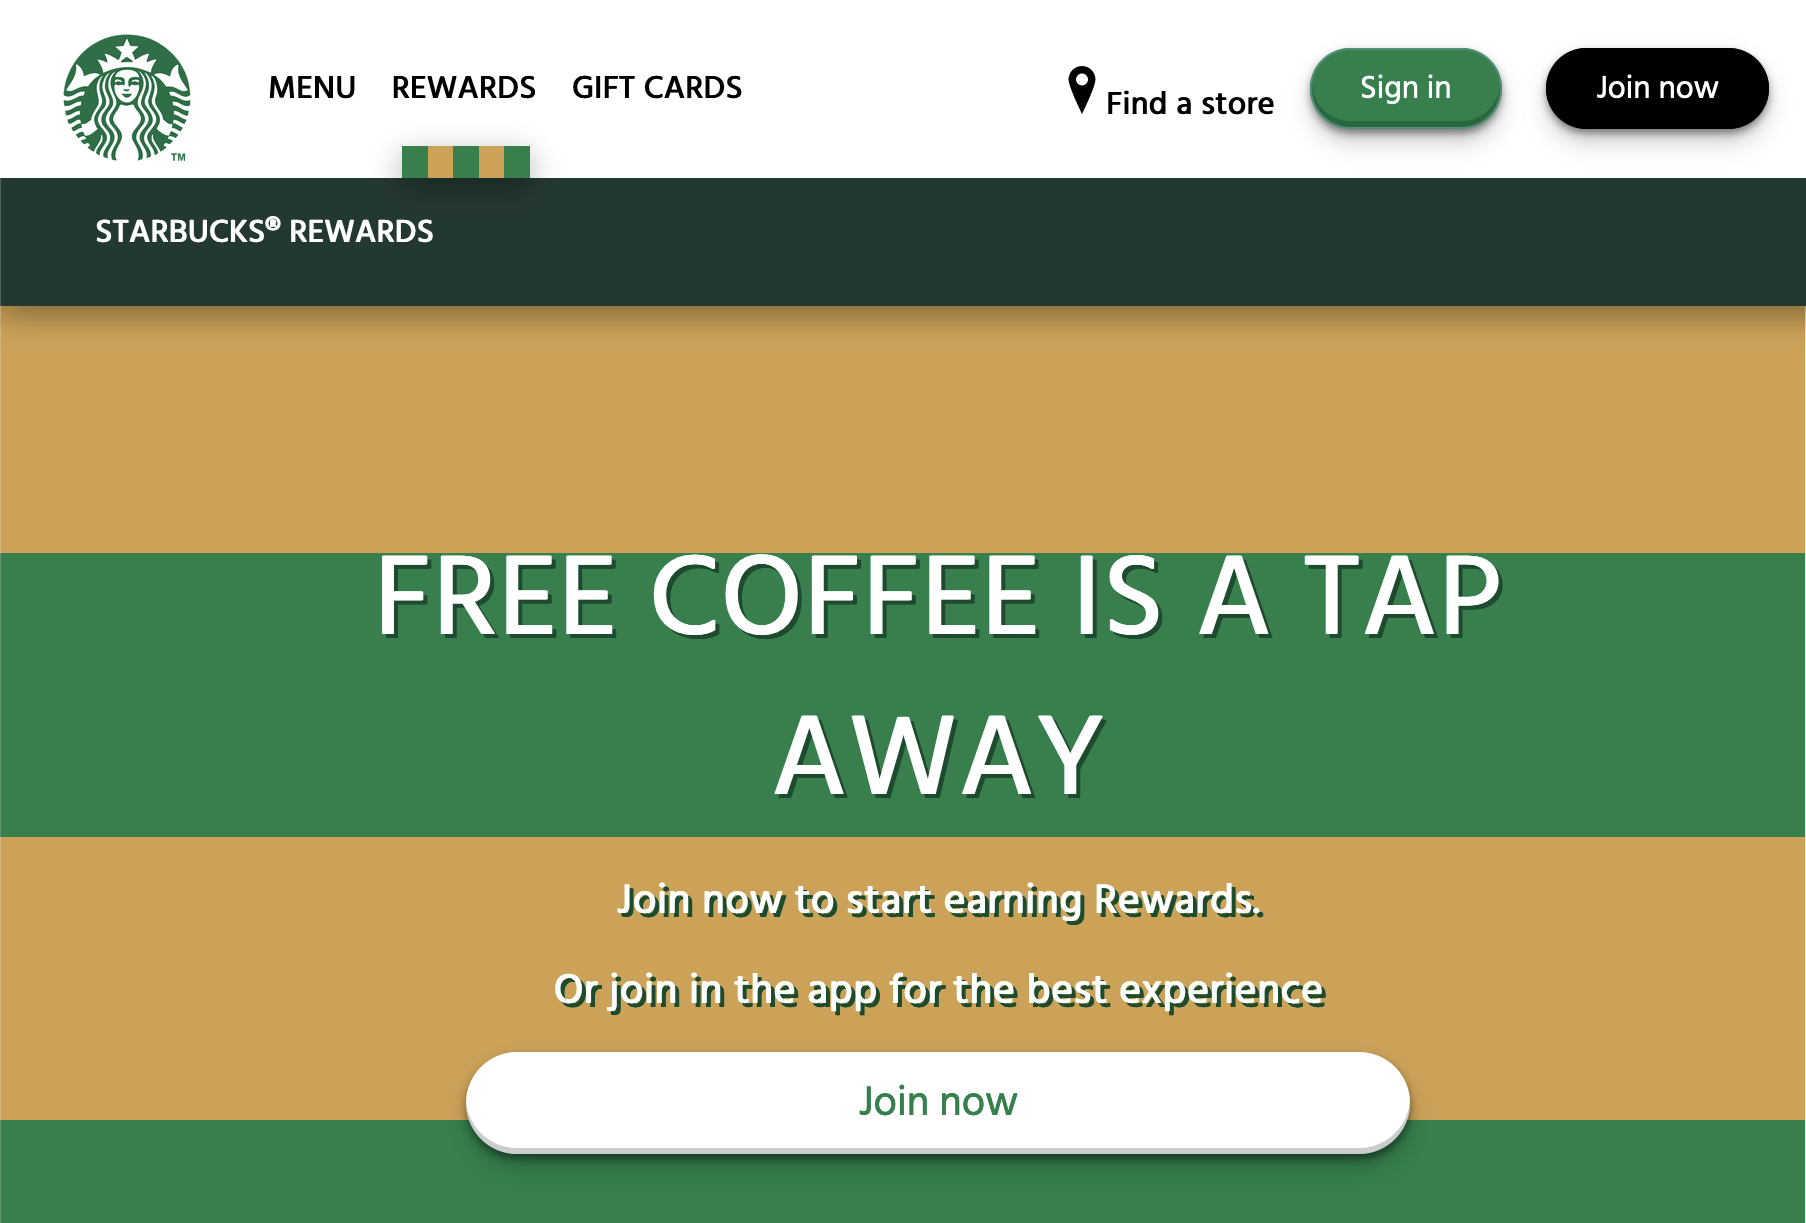 TM
MENU REWARDS GIFT CARDS
Find a store
Sign in
Join now
STARBUCKS® REWARDS
FREE COFFEE IS A TAP
AWAY
Join now to start earning Rewards.
Or join in the app for the best experience
Join now